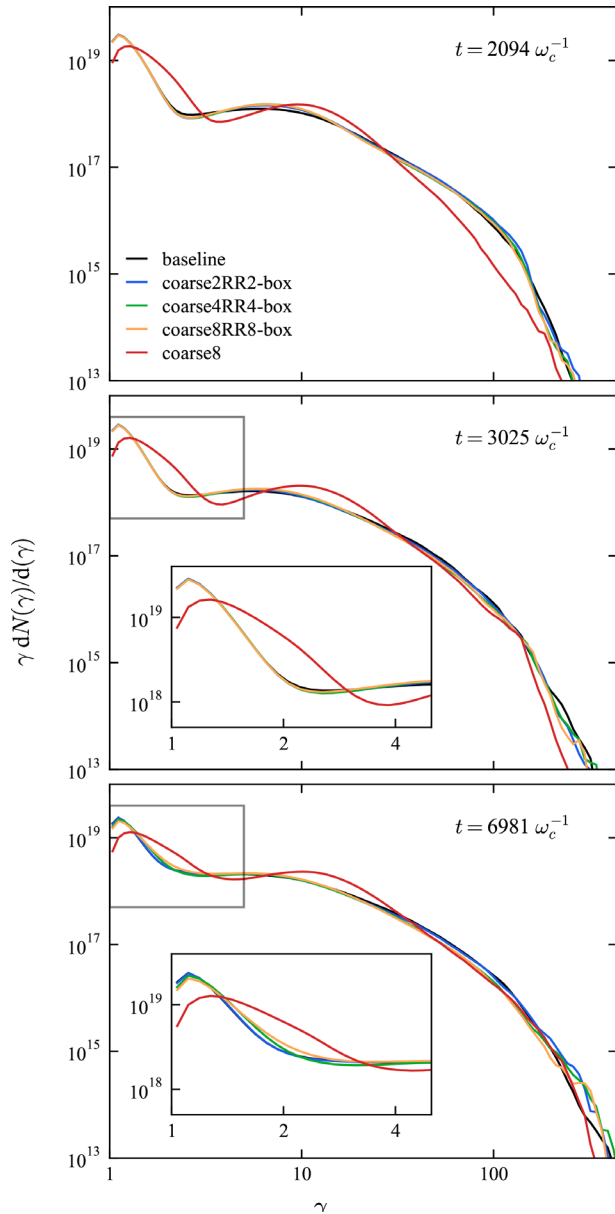 10^19
t = 2094 ω_c^−1
10^17
10^15
baseline
coarse2RR2-box
coarse4RR4-box
coarse8RR8-box
coarse8
10^13
10^19
t = 3025 ω_c^−1
10^17
10^19
10^15
10^18
1
2
4
10^13
γ dN(γ)/d(γ)
10^19
t = 6981 ω_c^−1
10^17
10^19
10^15
10^18
1
2
4
10^13
1
10
100
γ